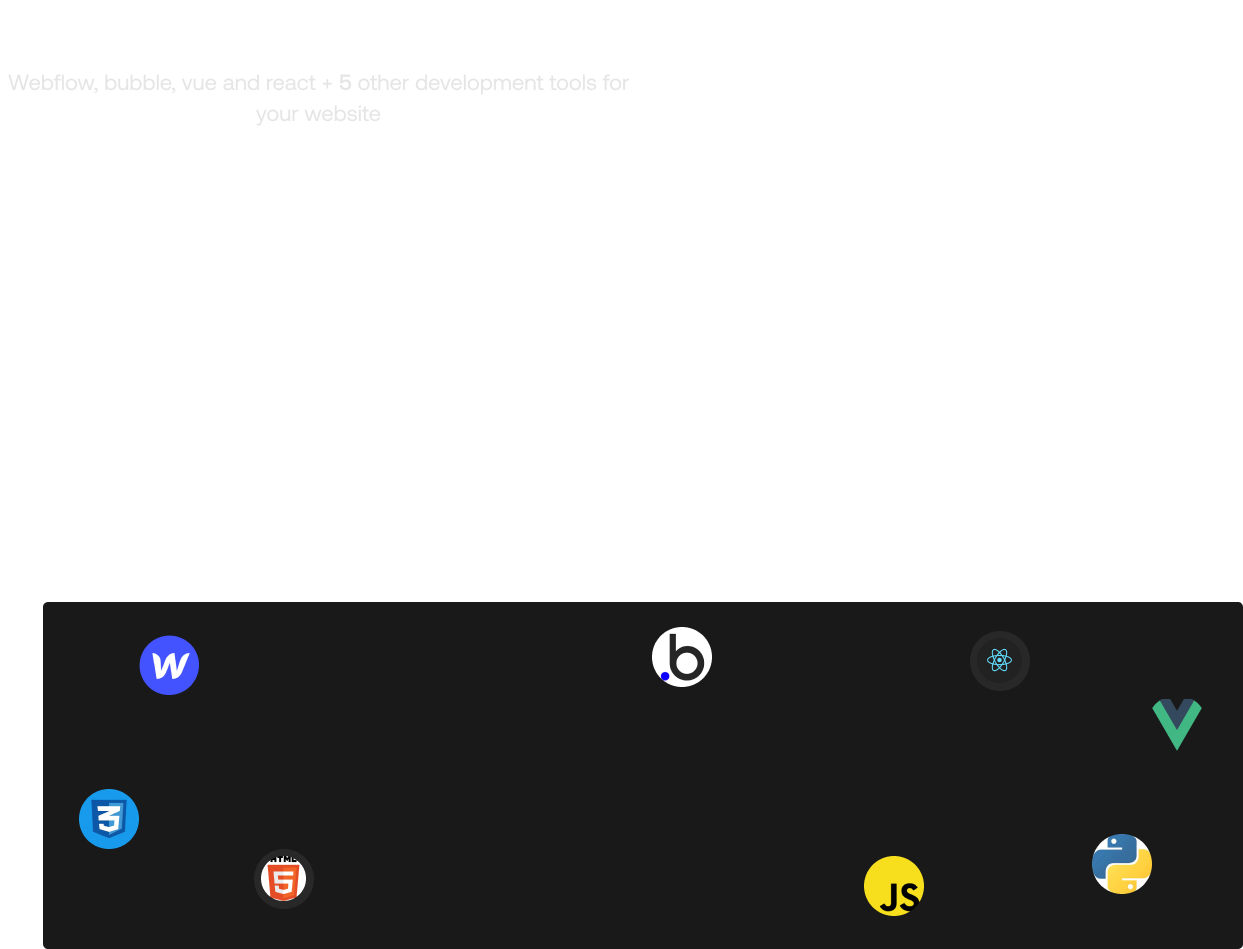 Webflow, bubble, vue and react + 5 other development tools for
your website
W
b
3
HTML
5
JS